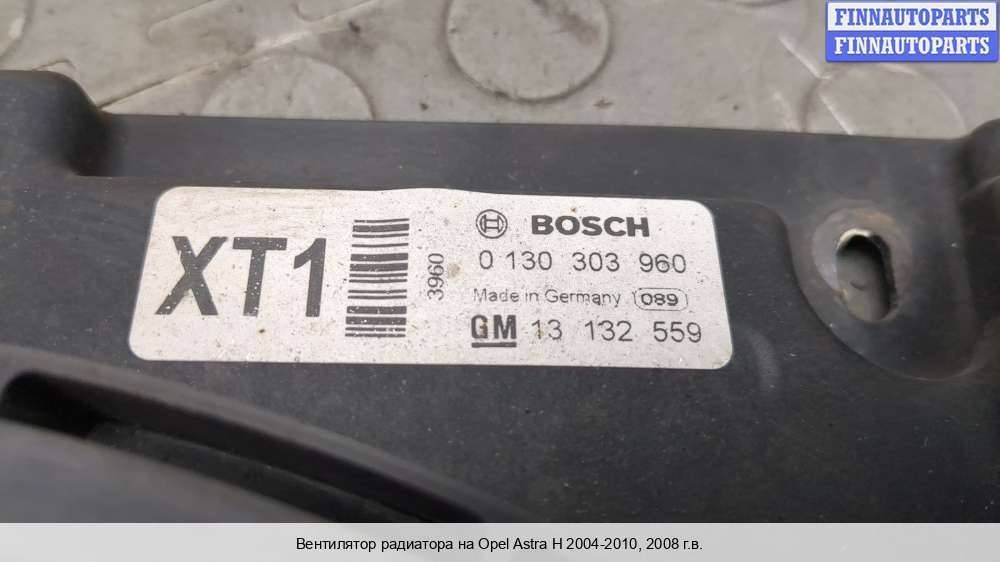 FINNAUTOPARTS
FINNAUTOPARTS
XT1
3960
BOSCH
0 130 303 960
Made in Germany 089
GM 13 132 559
Вентилятор радиатора на Opel Astra H 2004-2010, 2008 г.в.